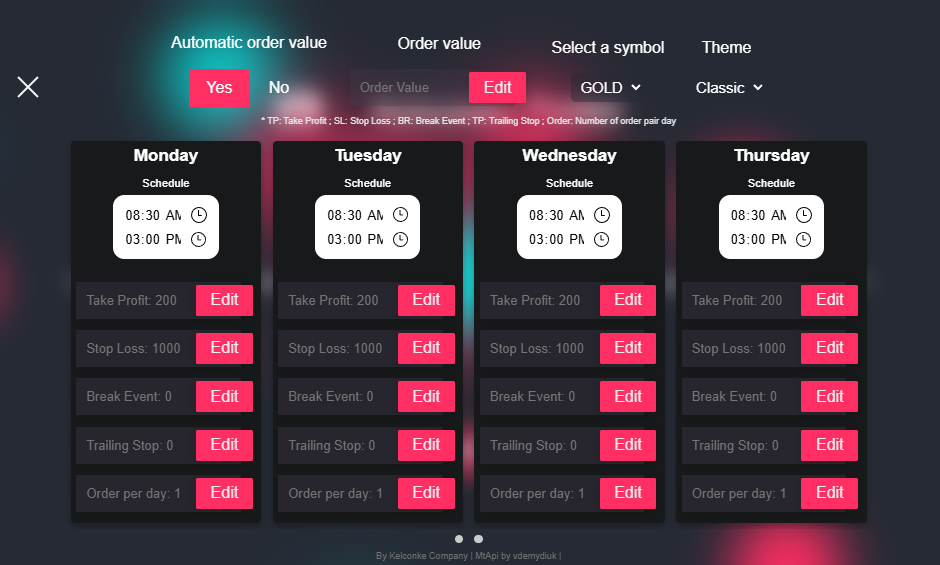 Automatic order value
Order value
Select a symbol
Theme
Yes
No
Order Value
Edit
GOLD
Classic
* TP: Take Profit ; SL: Stop Loss ; BR: Break Event ; TP: Trailing Stop ; Order: Number of order pair day
Monday
Schedule
08:30 AM
03:00 PM
Take Profit: 200
Edit
Stop Loss: 1000
Edit
Break Event: 0
Edit
Trailing Stop: 0
Edit
Order per day: 1
Edit
Tuesday
Schedule
08:30 AM
03:00 PM
Take Profit: 200
Edit
Stop Loss: 1000
Edit
Break Event: 0
Edit
Trailing Stop: 0
Edit
Order per day: 1
Edit
Wednesday
Schedule
08:30 AM
03:00 PM
Take Profit: 200
Edit
Stop Loss: 1000
Edit
Break Event: 0
Edit
Trailing Stop: 0
Edit
Order per day: 1
Edit
Thursday
Schedule
08:30 AM
03:00 PM
Take Profit: 200
Edit
Stop Loss: 1000
Edit
Break Event: 0
Edit
Trailing Stop: 0
Edit
Order per day: 1
Edit
By Kelconke Company | MtApi by vdemydiuk |